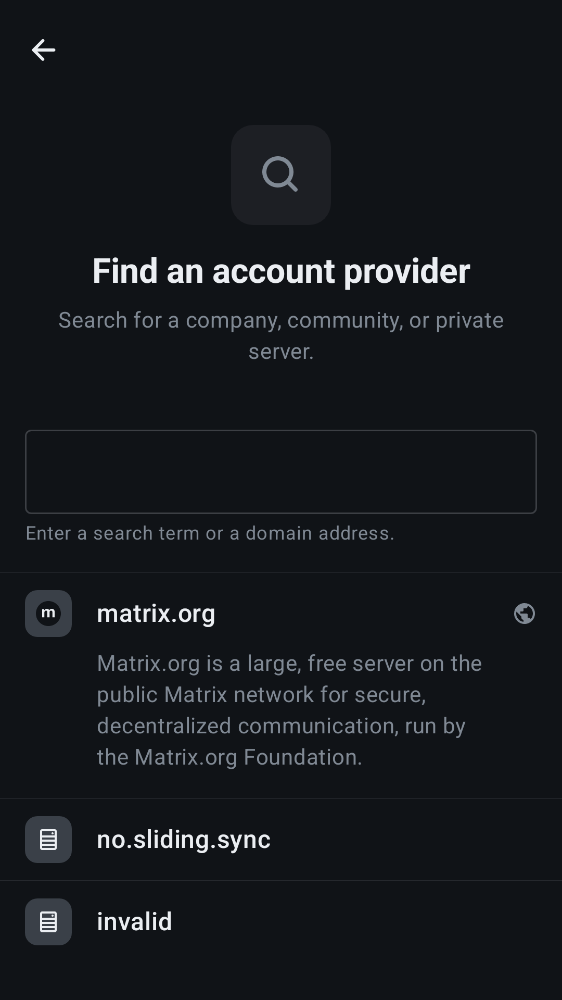 Find an account provider
Search for a company, community, or private
server.
Enter a search term or a domain address.
m
matrix.org
Matrix.org is a large, free server on the
public Matrix network for secure,
decentralized communication, run by
the Matrix.org Foundation.
no.sliding.sync
invalid